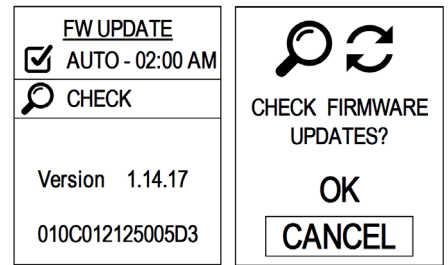 FW UPDATE
AUTO - 02:00 AM
CHECK
Version 1.14.17
010C012125005D3
CHECK FIRMWARE
UPDATES?
OK
CANCEL